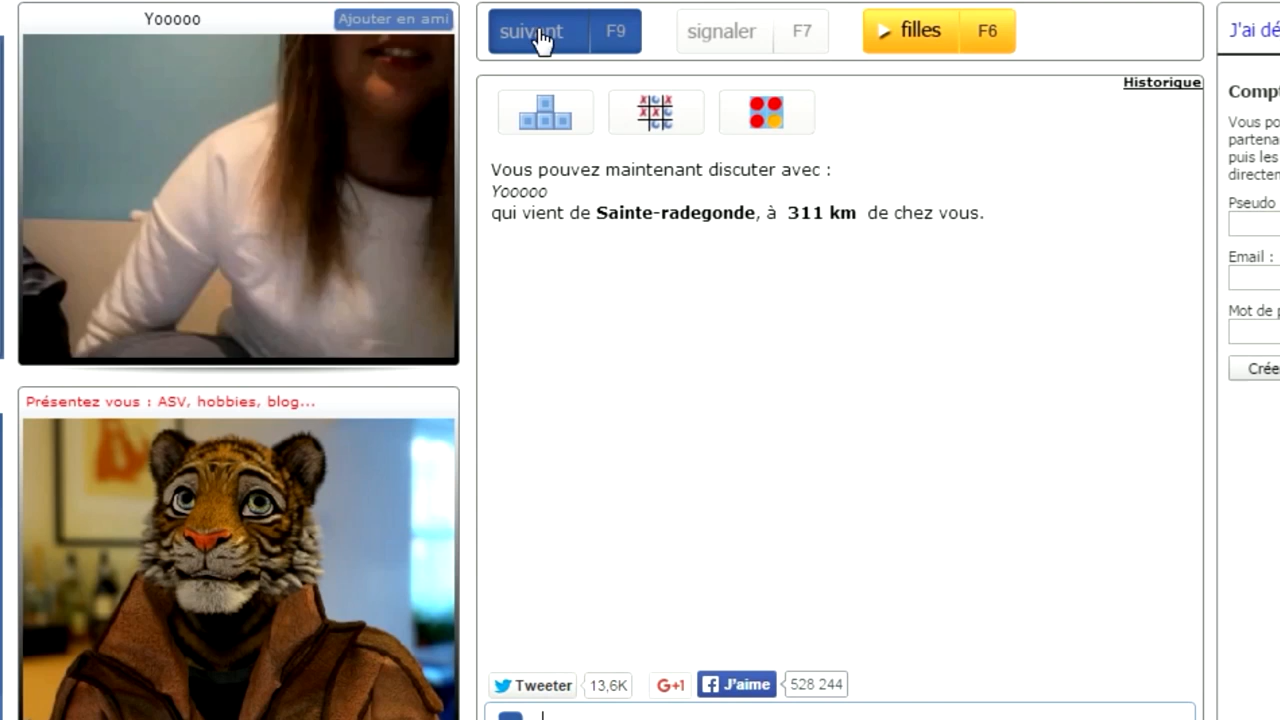 Yooooo
Ajouter en ami
suivant F9
signaler F7
filles F6
J'ai dé
Historique
Vous pouvez maintenant discuter avec :
Yooooo
qui vient de Sainte-radegonde, à 311 km de chez vous.
Présentez vous : ASV, hobbies, blog...
Tweeter 13,6K
G+1
J'aime 528 244
Compt
Vous po
partena
puis les
directem
Pseudo
Email :
Mot de p
Crée